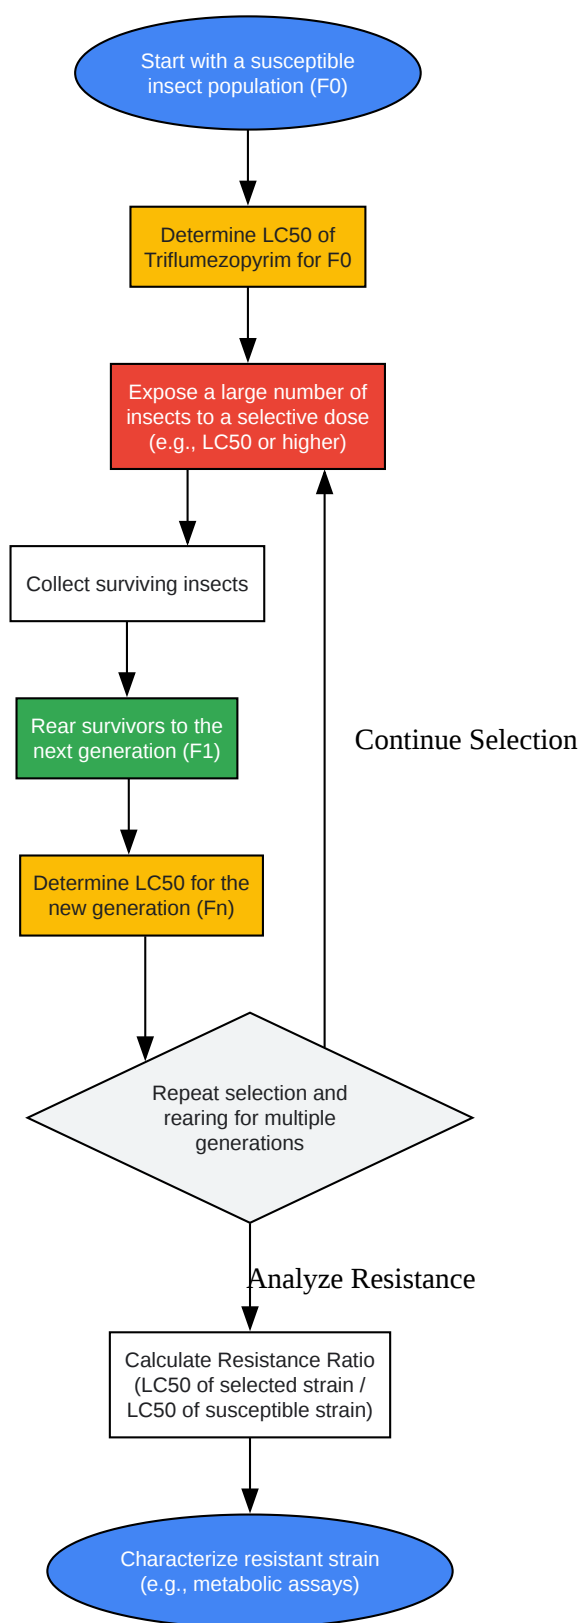 Start with a susceptible
insect population (F0)
Determine LC50 of
Triflumezopyrim for F0
Expose a large number of
insects to a selective dose
(e.g., LC50 or higher)
Collect surviving insects
Rear survivors to the
next generation (F1)
Continue Selection
Determine LC50 for the
new generation (Fn)
Repeat selection and
rearing for multiple
generations
Analyze Resistance
Calculate Resistance Ratio
(LC50 of selected strain /
LC50 of susceptible strain)
Characterize resistant strain
(e.g., metabolic assays)